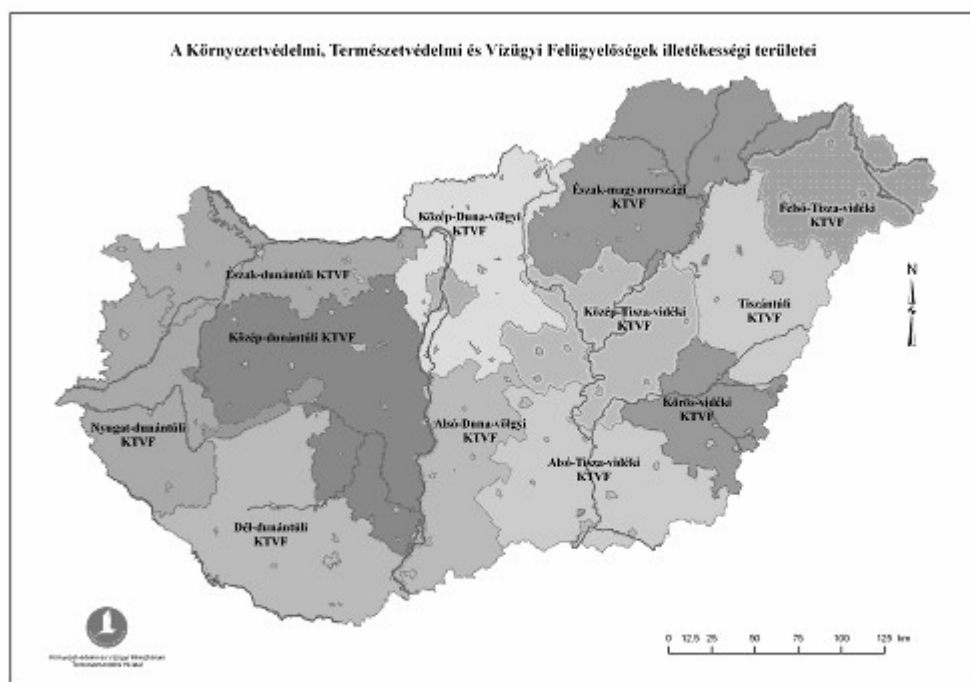 A Környezetvédelmi, Természetvédelmi és Vízügyi Felügyelőségek illetékességi területei
Észak-magyarországi
KTVF
Felső-Tisza-vidéki
KTVF
Közép-Duna-völgyi
KTVF
Észak-dunántúli KTVF
N
Tiszántúli
KTVF
Közép-Tisza-vidéki
KTVF
Közép-dunántúli KTVF
Körös-vidéki
KTVF
Nyugat-dunántúli
KTVF
Alsó-Duna-völgyi
KTVF
Alsó-Tisza-vidéki
KTVF
Dél-dunántúli
KTVF
0 12,5 25 50 75 100 125 km